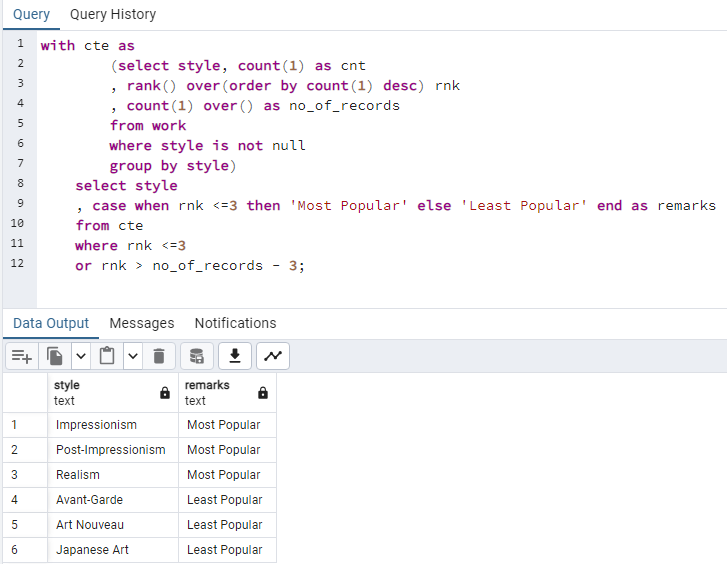 Query Query History
1 with cte as
2 (select style, count(1) as cnt
3 , rank() over(order by count(1) desc) rnk
4 , count(1) over() as no_of_records
5 from work
6 where style is not null
7 group by style)
8 select style
9 , case when rnk <=3 then 'Most Popular' else 'Least Popular' end as remarks
10 from cte
11 where rnk <=3
12 or rnk > no_of_records - 3;
Data Output Messages Notifications
style remarks
text text
1 Impressionism Most Popular
2 Post-Impressionism Most Popular
3 Realism Most Popular
4 Avant-Garde Least Popular
5 Art Nouveau Least Popular
6 Japanese Art Least Popular